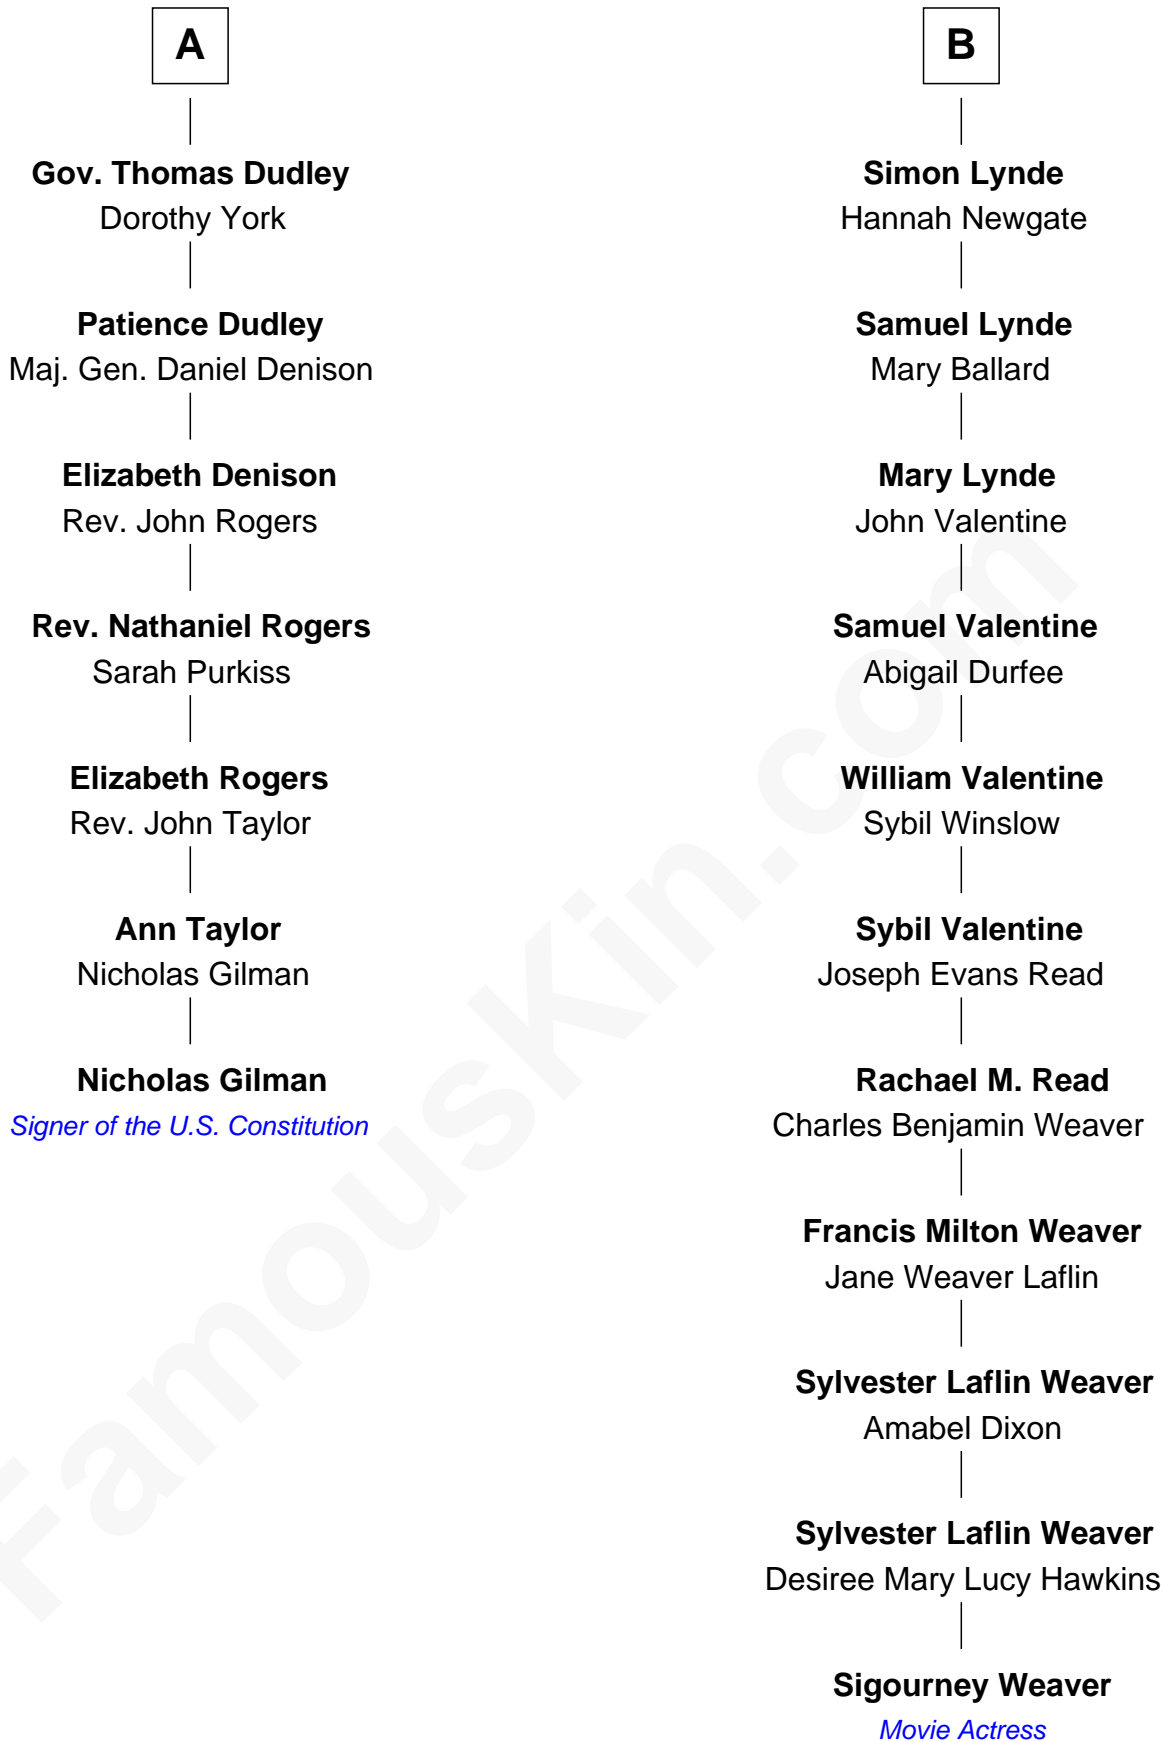 A
Gov. Thomas Dudley
Dorothy York
Patience Dudley
Maj. Gen. Daniel Denison
Elizabeth Denison
Rev. John Rogers
Rev. Nathaniel Rogers
Sarah Purkiss
Elizabeth Rogers
Rev. John Taylor
Ann Taylor
Nicholas Gilman
Nicholas Gilman
Signer of the U.S. Constitution
B
Simon Lynde
Hannah Newgate
Samuel Lynde
Mary Ballard
Mary Lynde
John Valentine
Samuel Valentine
Abigail Durfee
William Valentine
Sybil Winslow
Sybil Valentine
Joseph Evans Read
Rachael M. Read
Charles Benjamin Weaver
Francis Milton Weaver
Jane Weaver Laflin
Sylvester Laflin Weaver
Amabel Dixon
Sylvester Laflin Weaver
Desiree Mary Lucy Hawkins
Sigourney Weaver
Movie Actress
FamousKin.com